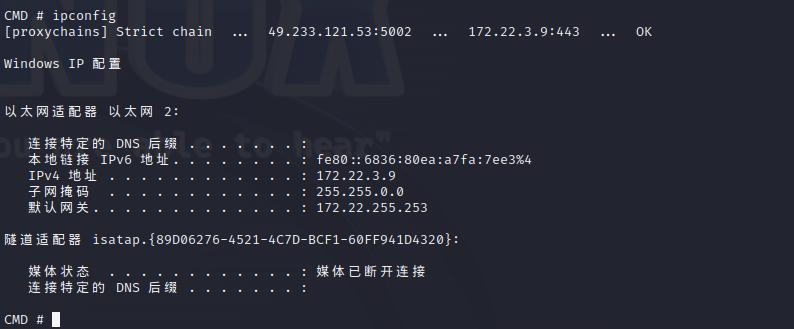 CMD # ipconfig
[proxychains] Strict chain ... 49.233.121.53:5002 ... 172.22.3.9:443 ... OK
Windows IP 配置
以太网适配器 以太网 2:
连接特定的 DNS 后缀 . . . . . . . :
本地链接 IPv6 地址. . . . . . . . : fe80::6836:80ea:a7fa:7ee3%4
IPv4 地址 . . . . . . . . . . . . : 172.22.3.9
子网掩码 . . . . . . . . . . . . : 255.255.0.0
默认网关. . . . . . . . . . . . . : 172.22.255.253
隧道适配器 isatap.{89D06276-4521-4C7D-BCF1-60FF941D4320}:
媒体状态 . . . . . . . . . . . . : 媒体已断开连接
连接特定的 DNS 后缀 . . . . . . . :
CMD #